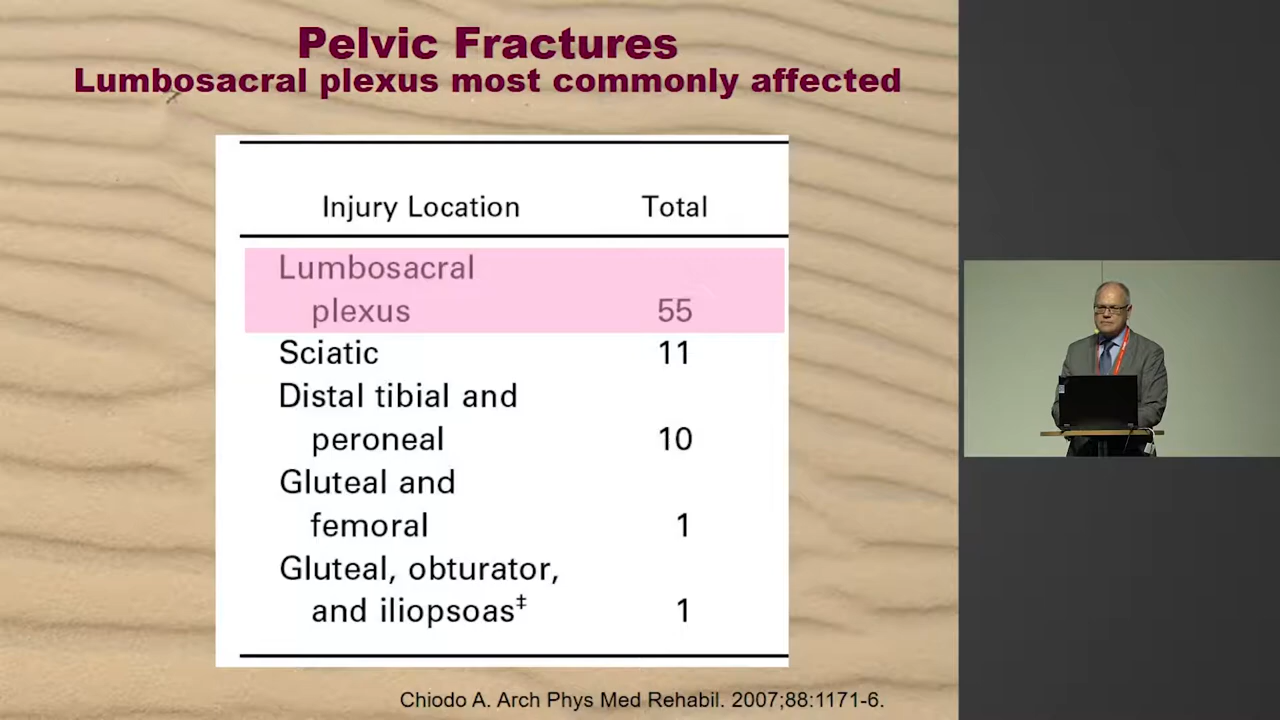 Pelvic Fractures
Lumbosacral plexus most commonly affected
Injury Location Total
Lumbosacral
plexus 55
Sciatic 11
Distal tibial and
peroneal 10
Gluteal and
femoral 1
Gluteal, obturator,
and iliopsoas‡ 1
Chiodo A. Arch Phys Med Rehabil. 2007;88:1171-6.